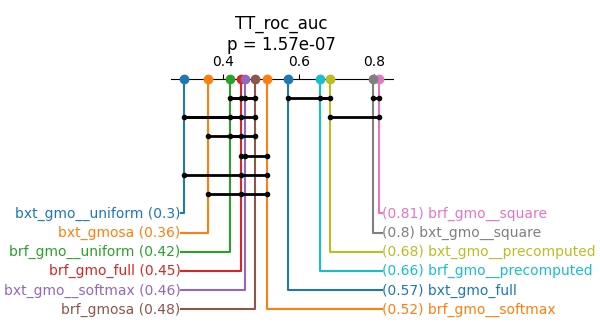 TT_roc_auc
p = 1.57e-07
0.4 0.6 0.8
bxt_gmo__uniform (0.3) (0.81) brf_gmo__square
bxt_gmosa (0.36) (0.8) bxt_gmo__square
brf_gmo__uniform (0.42) (0.68) bxt_gmo__precomputed
brf_gmo_full (0.45) (0.66) brf_gmo__precomputed
bxt_gmo__softmax (0.46) (0.57) bxt_gmo_full
brf_gmosa (0.48) (0.52) brf_gmo__softmax